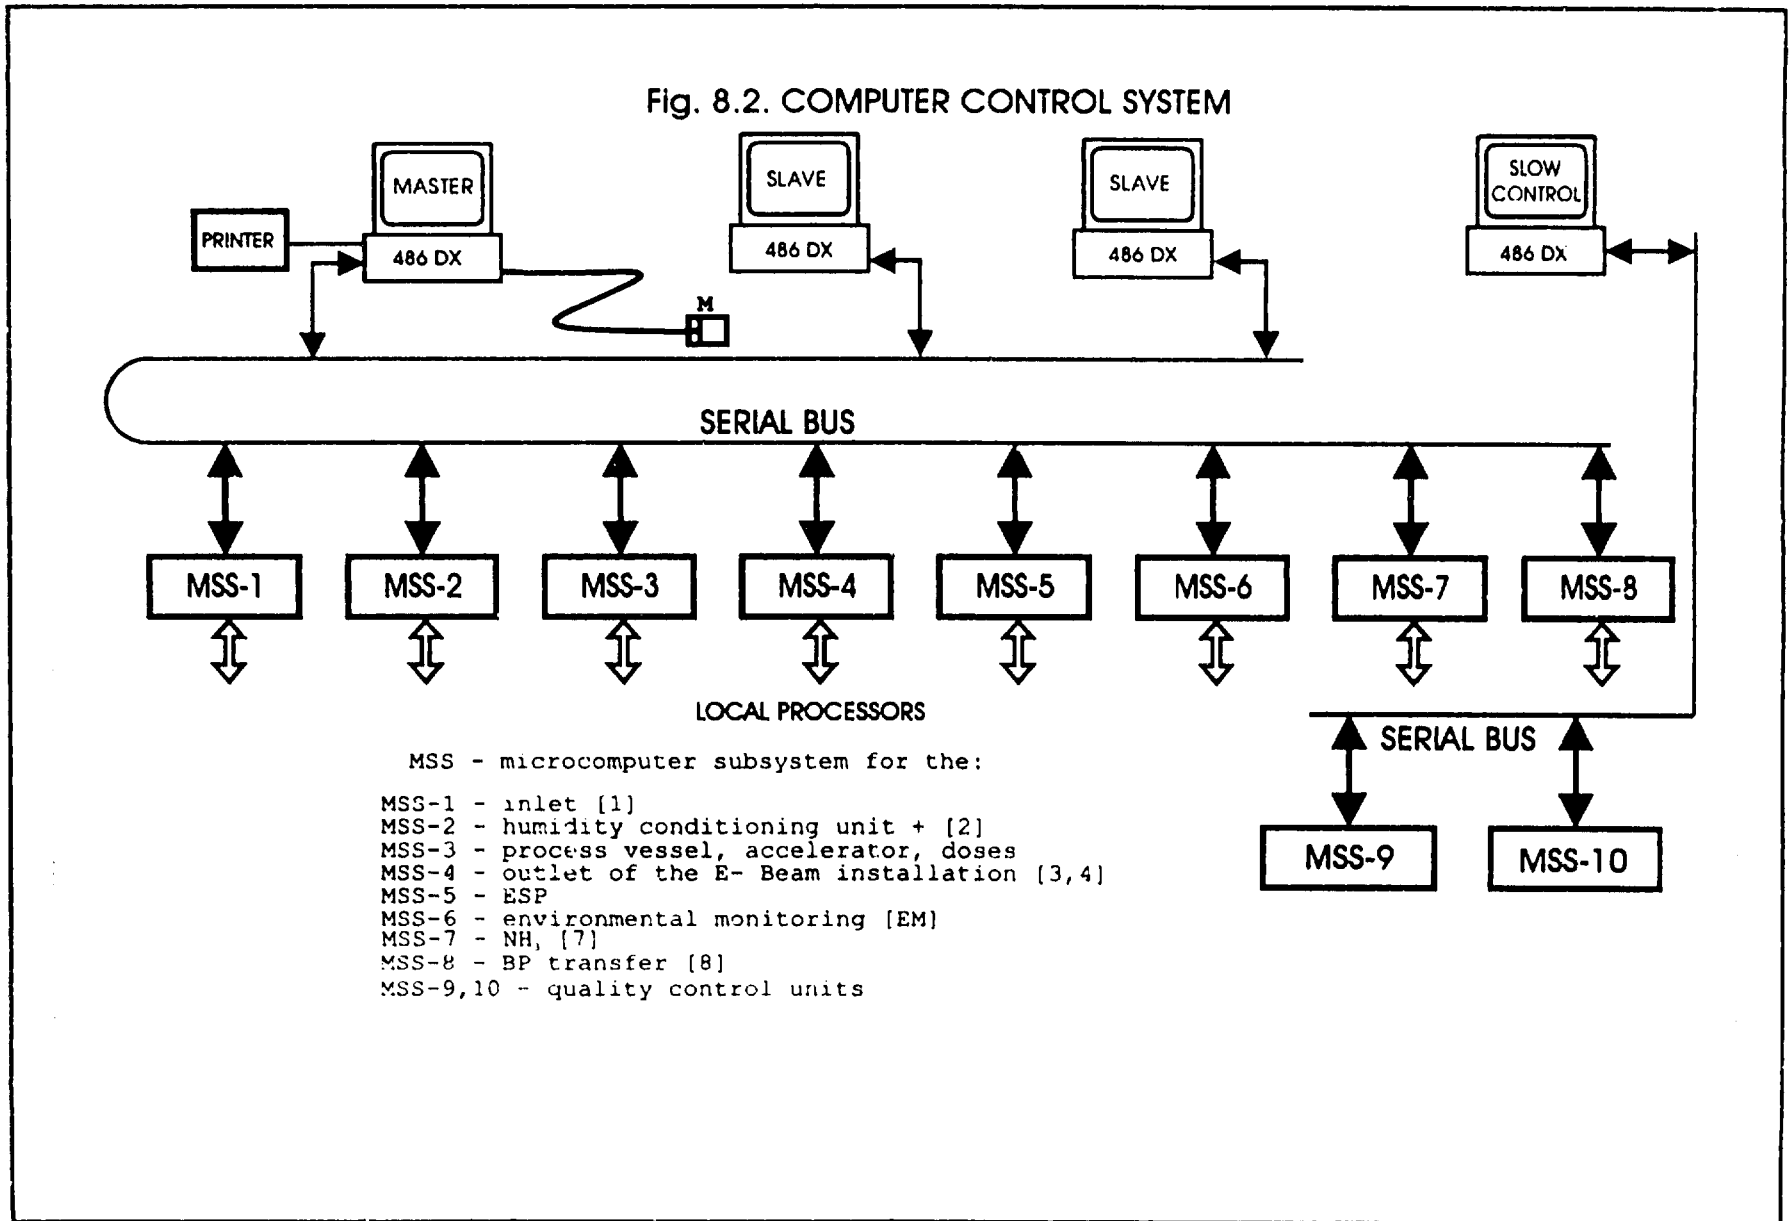 Fig. 8.2. COMPUTER CONTROL SYSTEM
MASTER
SLAVE
SLAVE
SLOW
CONTROL
PRINTER
486 DX
486 DX
486 DX
486 DX
M
SERIAL BUS
MSS-1
MSS-2
MSS-3
MSS-4
MSS-5
MSS-6
MSS-7
MSS-8
LOCAL PROCESSORS
SERIAL BUS
MSS-9
MSS-10
MSS - microcomputer subsystem for the:
MSS-1 - inlet [1]
MSS-2 - humidity conditioning unit + [2]
MSS-3 - process vessel, accelerator, doses
MSS-4 - outlet of the E- Beam installation [3,4]
MSS-5 - ESP
MSS-6 - environmental monitoring [EM]
MSS-7 - NH₃ [7]
MSS-8 - BP transfer [8]
MSS-9,10 - quality control units